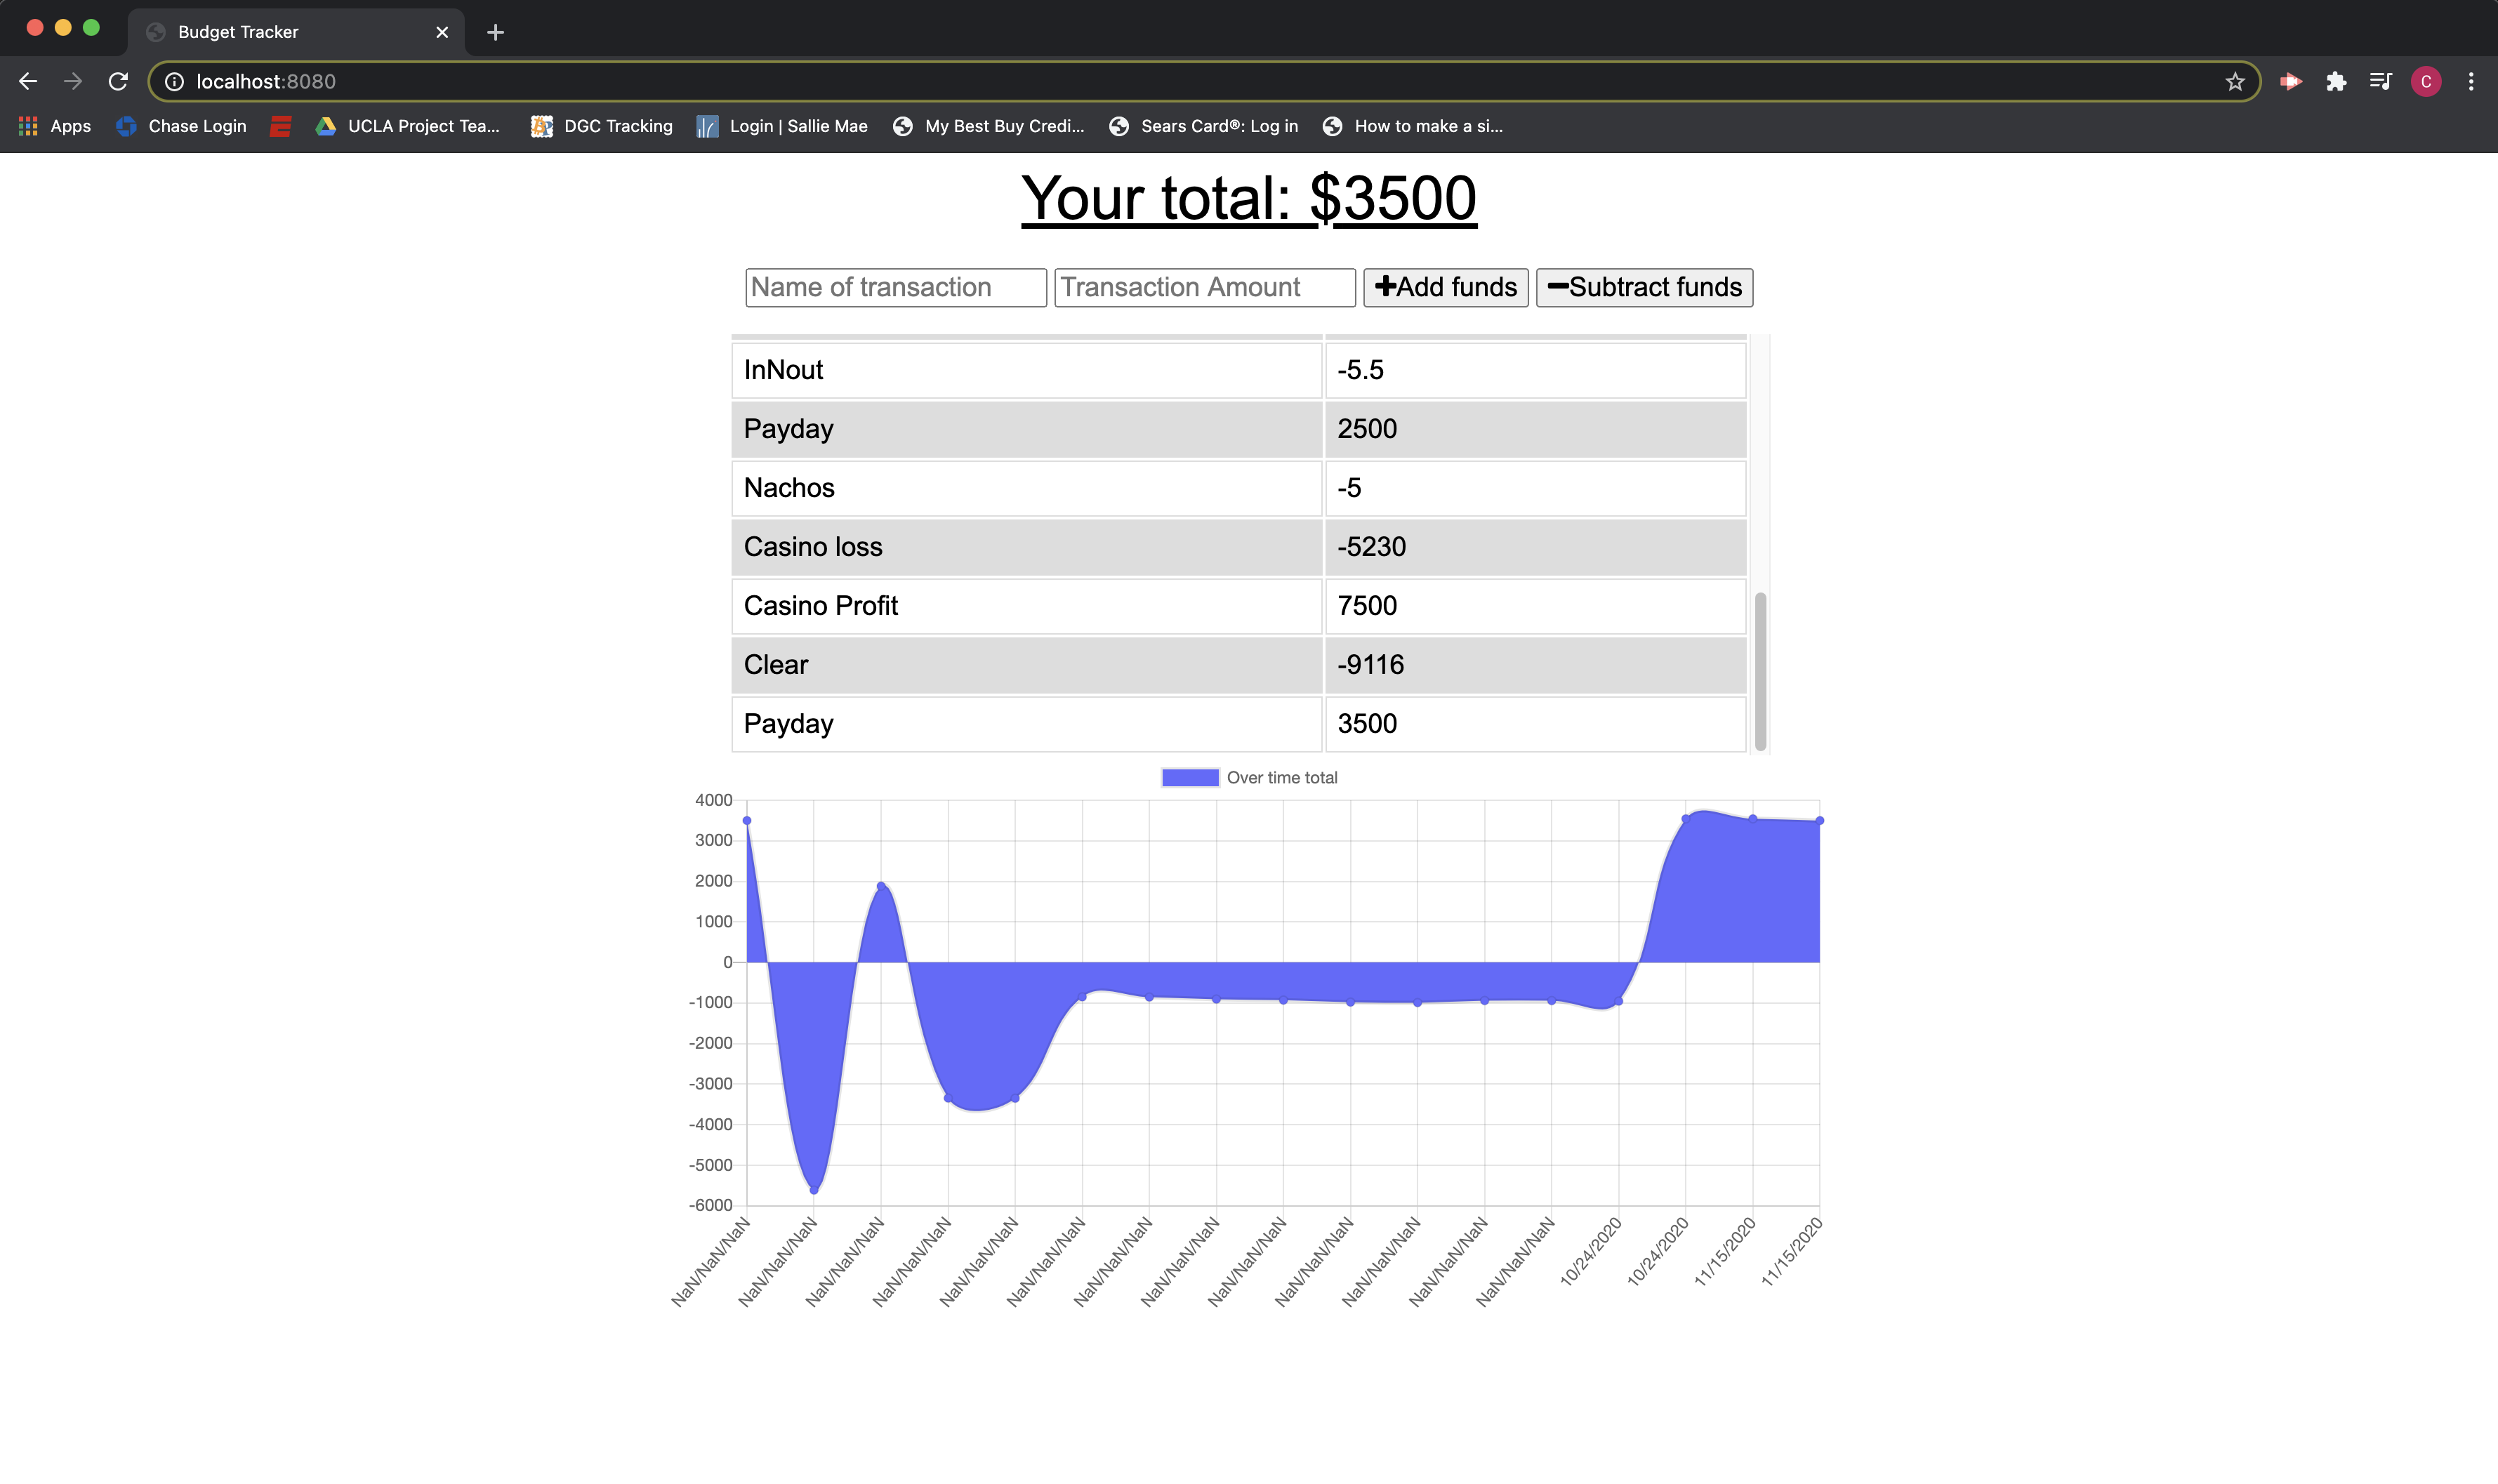 Budget Tracker
localhost:8080
Apps Chase Login UCLA Project Tea... DGC Tracking Login | Sallie Mae My Best Buy Credi... Sears Card®: Log in How to make a si...
C
Your total: $3500
Name of transaction Transaction Amount Add funds Subtract funds
InNout -5.5
Payday 2500
Nachos -5
Casino loss -5230
Casino Profit 7500
Clear -9116
Payday 3500
Over time total
4000
3000
2000
1000
0
-1000
-2000
-3000
-4000
-5000
-6000
NaN/NaN/NaN NaN/NaN/NaN NaN/NaN/NaN NaN/NaN/NaN NaN/NaN/NaN NaN/NaN/NaN NaN/NaN/NaN NaN/NaN/NaN NaN/NaN/NaN NaN/NaN/NaN NaN/NaN/NaN NaN/NaN/NaN NaN/NaN/NaN 10/24/2020 10/24/2020 11/15/2020 11/15/2020